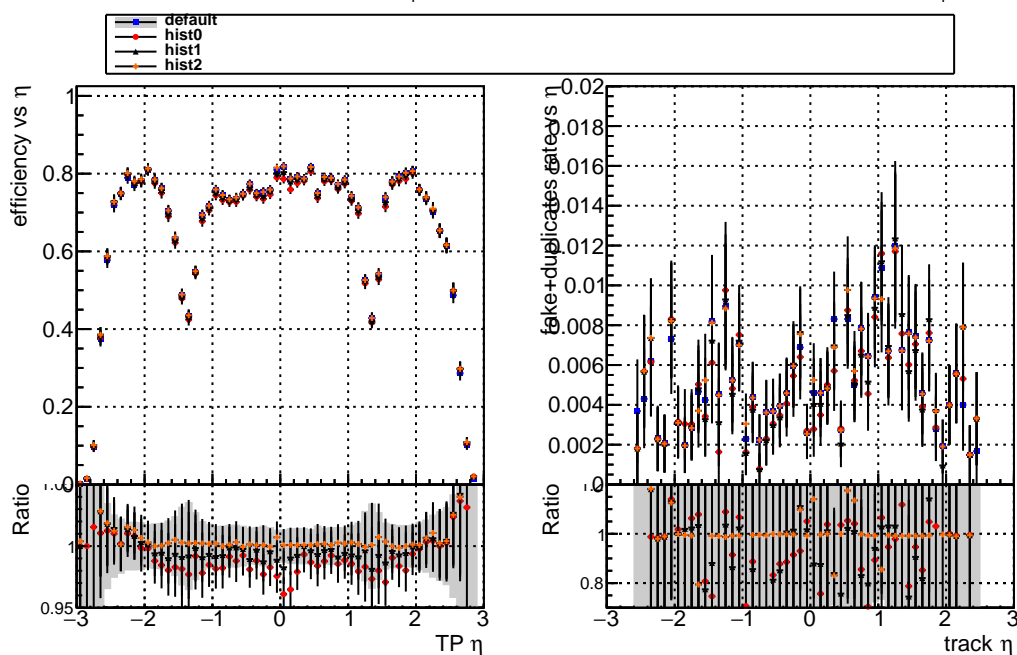 default
hist0
hist1
hist2
efficiency vs η
1
0.8
0.6
0.4
0.2
0
Ratio
1
0.95
−3 −2 −1 0 1 2 3
TP η
fake+duplicates rate vs η
0.02
0.018
0.016
0.014
0.012
0.01
0.008
0.006
0.004
0.002
0
Ratio
1
0.8
−3 −2 −1 0 1 2 3
track η